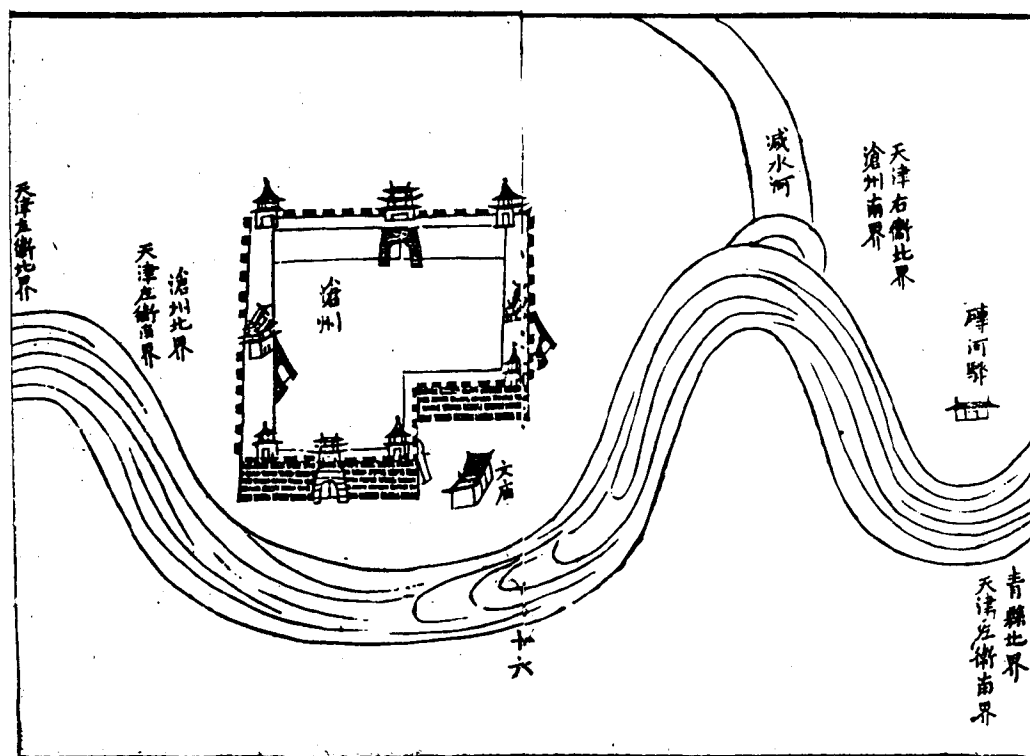 天津右衛北界
滄州南界
減水河
磚河驛
青縣北界
天津左衛南界
滄州
文庙
十六
滄州北界
天津左衛南界
天津左衛北界